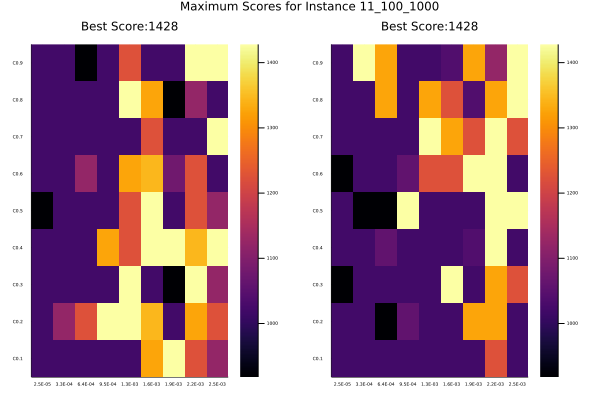 Maximum Scores for Instance 11_100_1000
Best Score:1428
C0.9
C0.8
C0.7
C0.6
C0.5
C0.4
C0.3
C0.2
C0.1
2.5E-05 3.3E-04 6.4E-04 9.5E-04 1.3E-03 1.6E-03 1.9E-03 2.2E-03 2.5E-03
1400
1300
1200
1100
1000
Best Score:1428
C0.9
C0.8
C0.7
C0.6
C0.5
C0.4
C0.3
C0.2
C0.1
2.5E-05 3.3E-04 6.4E-04 9.5E-04 1.3E-03 1.6E-03 1.9E-03 2.2E-03 2.5E-03
1400
1300
1200
1100
1000